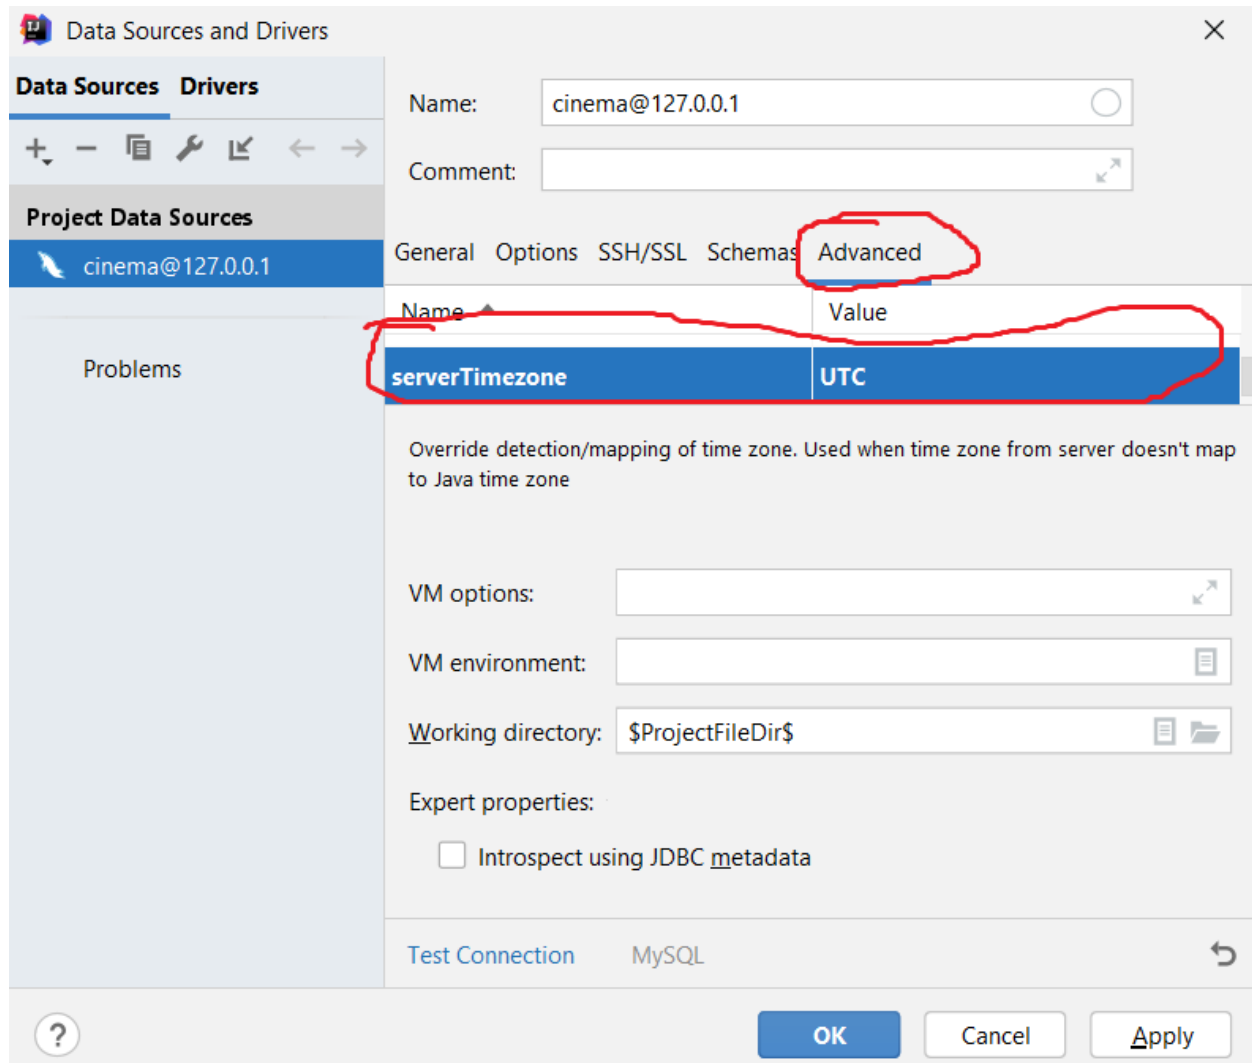 Data Sources and Drivers
Data Sources Drivers
Name: cinema@127.0.0.1
Comment:
Project Data Sources
cinema@127.0.0.1
Problems
General Options SSH/SSL Schemas Advanced
Name Value
serverTimezone UTC
Override detection/mapping of time zone. Used when time zone from server doesn't map
to Java time zone
VM options:
VM environment:
Working directory: $ProjectFileDir$
Expert properties:
Introspect using JDBC metadata
Test Connection MySQL
? OK Cancel Apply